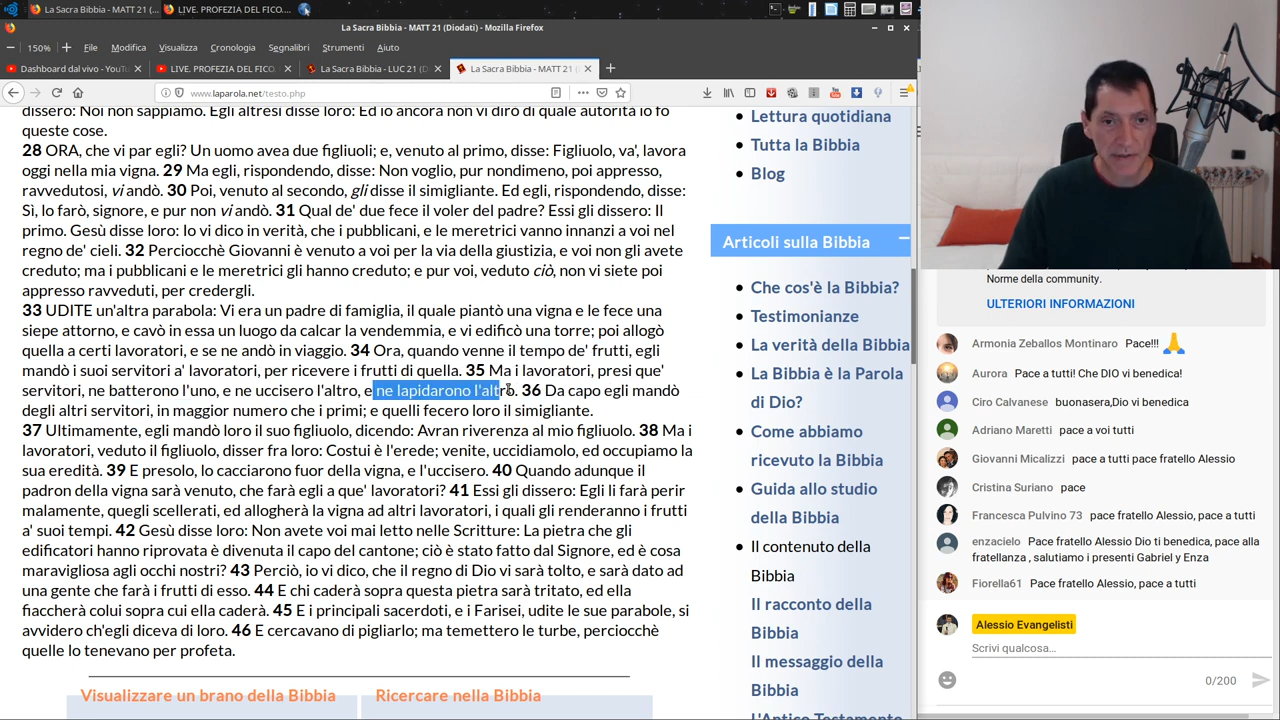 La Sacra Bibbia - MATT 21 (
LIVE. PROFEZIA DEL FICO.
La Sacra Bibbia - MATT 21 (Diodati) - Mozilla Firefox
150%
File Modifica Visualizza Cronologia Segnalibri Strumenti Aiuto
Dashboard dal vivo - YouT
LIVE. PROFEZIA DEL FICO
La Sacra Bibbia - LUC 21 (D
La Sacra Bibbia - MATT 21 (
www.laparola.net/testo.php
dissero: Noi non sappiamo. Egli altresì disse loro: Ed io ancora non vi dirò di quale autorità io fo
queste cose.
28 ORA, che vi par egli? Un uomo avea due figliuoli; e, venuto al primo, disse: Figliuolo, va', lavora
oggi nella mia vigna. 29 Ma egli, rispondendo, disse: Non voglio, pur nondimeno, poi appresso,
ravvedutosi, vi andò. 30 Poi, venuto al secondo, gli disse il simigliante. Ed egli, rispondendo, disse:
Sì, lo farò, signore, e pur non vi andò. 31 Qual de' due fece il voler del padre? Essi gli dissero: Il
primo. Gesù disse loro: Io vi dico in verità, che i pubblicani, e le meretrici vanno innanzi a voi nel
regno de' cieli. 32 Perciocchè Giovanni è venuto a voi per la via della giustizia, e voi non gli avete
creduto; ma i pubblicani e le meretrici gli hanno creduto; e pur voi, veduto ciò, non vi siete poi
appresso ravveduti, per credergli.
33 UDITE un'altra parabola: Vi era un padre di famiglia, il quale piantò una vigna e le fece una
siepe attorno, e cavò in essa un luogo da calcar la vendemmia, e vi edificò una torre; poi allogò
quella a certi lavoratori, e se ne andò in viaggio. 34 Ora, quando venne il tempo de' frutti, egli
mandò i suoi servitori a' lavoratori, per ricevere i frutti di quella. 35 Ma i lavoratori, presi que'
servitori, ne batterono l'uno, e ne uccisero l'altro, e ne lapidarono l'altro. 36 Da capo egli mandò
degli altri servitori, in maggior numero che i primi; e quelli fecero loro il simigliante.
37 Ultimamente, egli mandò loro il suo figliuolo, dicendo: Avran riverenza al mio figliuolo. 38 Ma i
lavoratori, veduto il figliuolo, disser fra loro: Costui è l'erede; venite, uccidiamolo, ed occupiamo la
sua eredità. 39 E presolo, lo cacciarono fuor della vigna, e l'uccisero. 40 Quando adunque il
padron della vigna sarà venuto, che farà egli a que' lavoratori? 41 Essi gli dissero: Egli li farà perir
malamente, quegli scellerati, ed allogherà la vigna ad altri lavoratori, i quali gli renderanno i frutti
a' suoi tempi. 42 Gesù disse loro: Non avete voi mai letto nelle Scritture: La pietra che gli
edificatori hanno riprovata è divenuta il capo del cantone; ciò è stato fatto dal Signore, ed è cosa
maravigliosa agli occhi nostri? 43 Perciò, io vi dico, che il regno di Dio vi sarà tolto, e sarà dato ad
una gente che farà i frutti di esso. 44 E chi caderà sopra questa pietra sarà tritato, ed ella
fiaccherà colui sopra cui ella caderà. 45 E i principali sacerdoti, e i Farisei, udite le sue parabole, si
avvidero ch'egli diceva di loro. 46 E cercavano di pigliarlo; ma temettero le turbe, perciocchè
quelle lo tenevano per profeta.
Visualizzare un brano della Bibbia
Ricercare nella Bibbia
Lettura quotidiana
Tutta la Bibbia
Blog
Articoli sulla Bibbia
Che cos'è la Bibbia?
Testimonianze
La verità della Bibbia
La Bibbia è la Parola
di Dio?
Come abbiamo
ricevuto la Bibbia
Guida allo studio
della Bibbia
Il contenuto della
Bibbia
Il racconto della
Bibbia
Il messaggio della
Bibbia
L'Antico Testamento
Norme della community.
ULTERIORI INFORMAZIONI
Armonia Zeballos Montinaro Pace!!!
Aurora Pace a tutti! Che DIO vi benedica!
Ciro Calvanese buonasera,Dio vi benedica
Adriano Maretti pace a voi tutti
Giovanni Micalizzi pace a tutti pace fratello Alessio
Cristina Suriano pace
Francesca Pulvino 73 pace fratello Alessio, pace a tutti
enzacielo Pace fratello Alessio Dio ti benedica, pace alla
fratellanza , salutiamo i presenti Gabriel y Enza
Fiorella61 Pace fratello Alessio, pace a tutti
Alessio Evangelisti
Scrivi qualcosa...
0/200